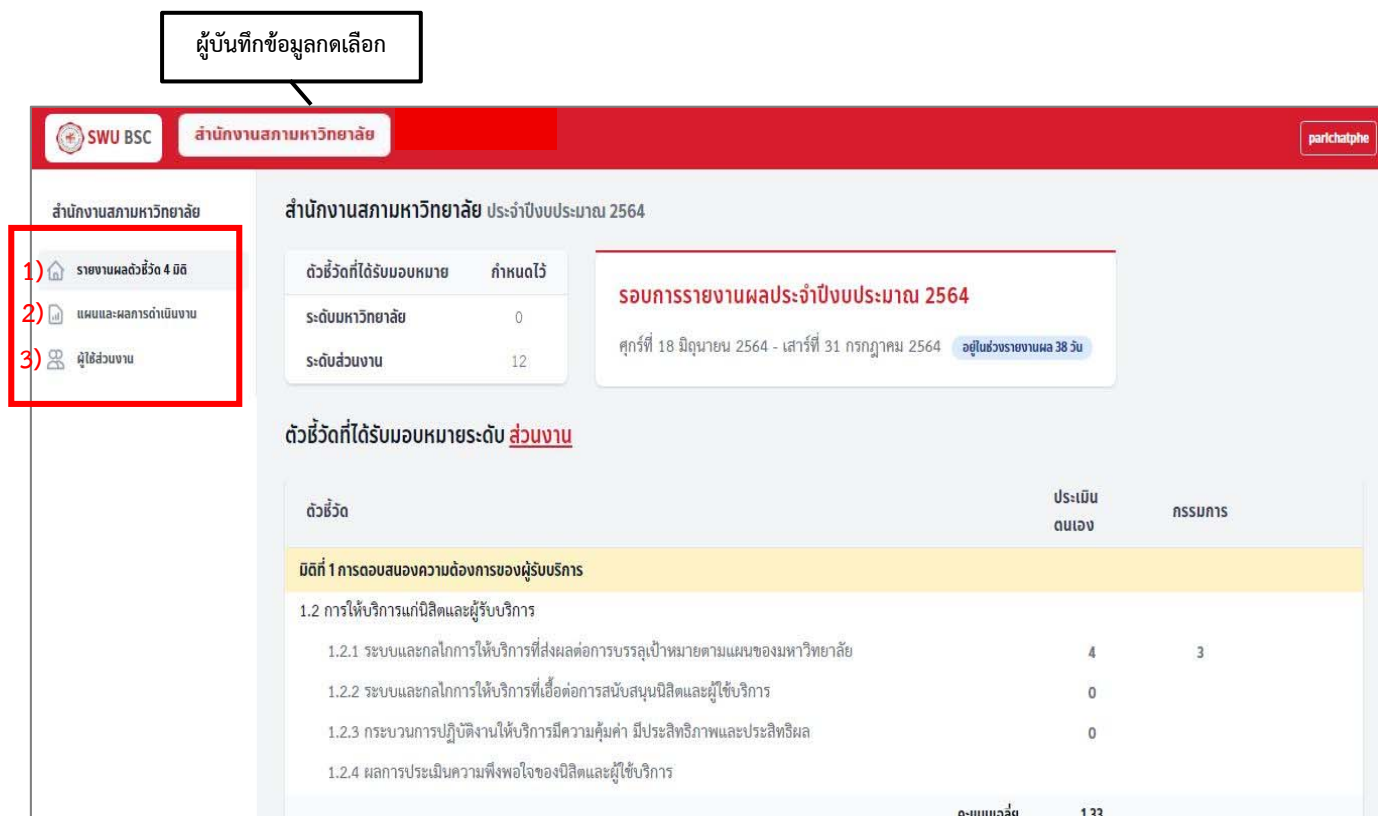 ผู้บันทึกข้อมูลกดเลือก
SWU BSC
สำนักงานสภามหาวิทยาลัย
parichatphe
สำนักงานสภามหาวิทยาลัย
สำนักงานสภามหาวิทยาลัย ประจำปีงบประมาณ 2564
1) รายงานผลตัวชี้วัด 4 มิติ
2) แผนและผลการดำเนินงาน
3) ผู้ใช้ส่วนงาน
ตัวชี้วัดที่ได้รับมอบหมาย กำหนดไว้
ระดับมหาวิทยาลัย 0
ระดับส่วนงาน 12
รอบการรายงานผลประจำปีงบประมาณ 2564
ศุกร์ที่ 18 มิถุนายน 2564 - เสาร์ที่ 31 กรกฎาคม 2564 อยู่ในช่วงรายงานผล 38 วัน
ตัวชี้วัดที่ได้รับมอบหมายระดับ ส่วนงาน
ตัวชี้วัด ประเมินตนเอง กรรมการ
มิติที่ 1 การตอบสนองความต้องการของผู้รับบริการ
1.2 การให้บริการแก่นิสิตและผู้รับบริการ
1.2.1 ระบบและกลไกการให้บริการที่ส่งผลต่อการบรรลุเป้าหมายตามแผนของมหาวิทยาลัย 4 3
1.2.2 ระบบและกลไกการให้บริการที่เอื้อต่อการสนับสนุนนิสิตและผู้ใช้บริการ 0
1.2.3 กระบวนการปฏิบัติงานให้บริการมีความคุ้มค่า มีประสิทธิภาพและประสิทธิผล 0
1.2.4 ผลการประเมินความพึงพอใจของนิสิตและผู้ใช้บริการ
คะแนนเฉลี่ย 1.33